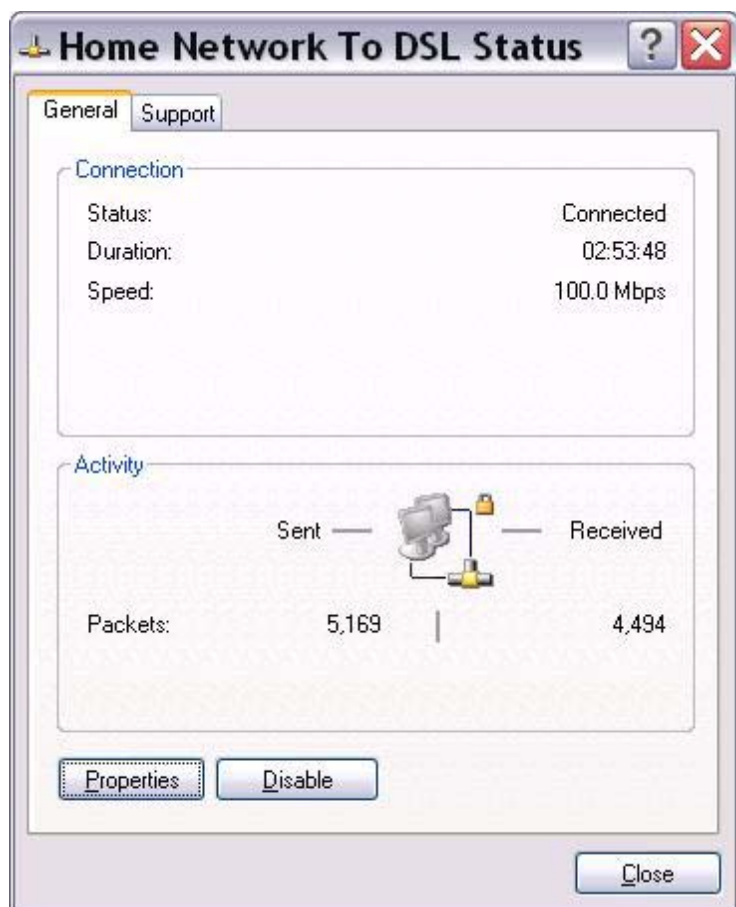 Home Network To DSL Status ?
General Support
Connection
Status: Connected
Duration: 02:53:48
Speed: 100.0 Mbps
Activity
Sent Received
Packets: 5,169 4,494
Properties Disable
Close